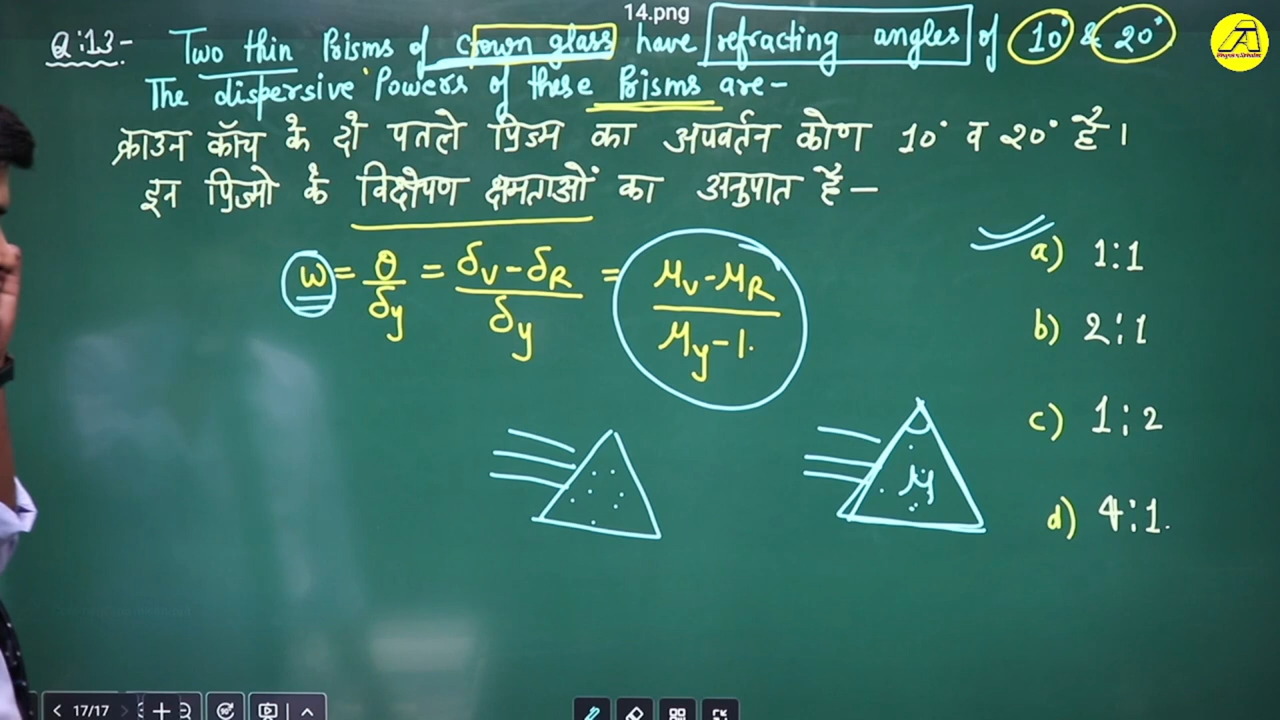 14.png
Q:13- Two thin Prisms of crown glass have refracting angles of 10° & 20°
The dispersive Powers of these Prisms are-
क्राउन कॉच के दो पतले प्रिज्म का अपवर्तन कोण 10° व 20° है।
इन प्रिज्मो के विक्षेपण क्षमताओं का अनुपात है-
ω = θ/δy = δv-δR/δy = μv-μR/μy-1
a) 1:1
b) 2:1
c) 1:2
d) 4:1
μ
17/17